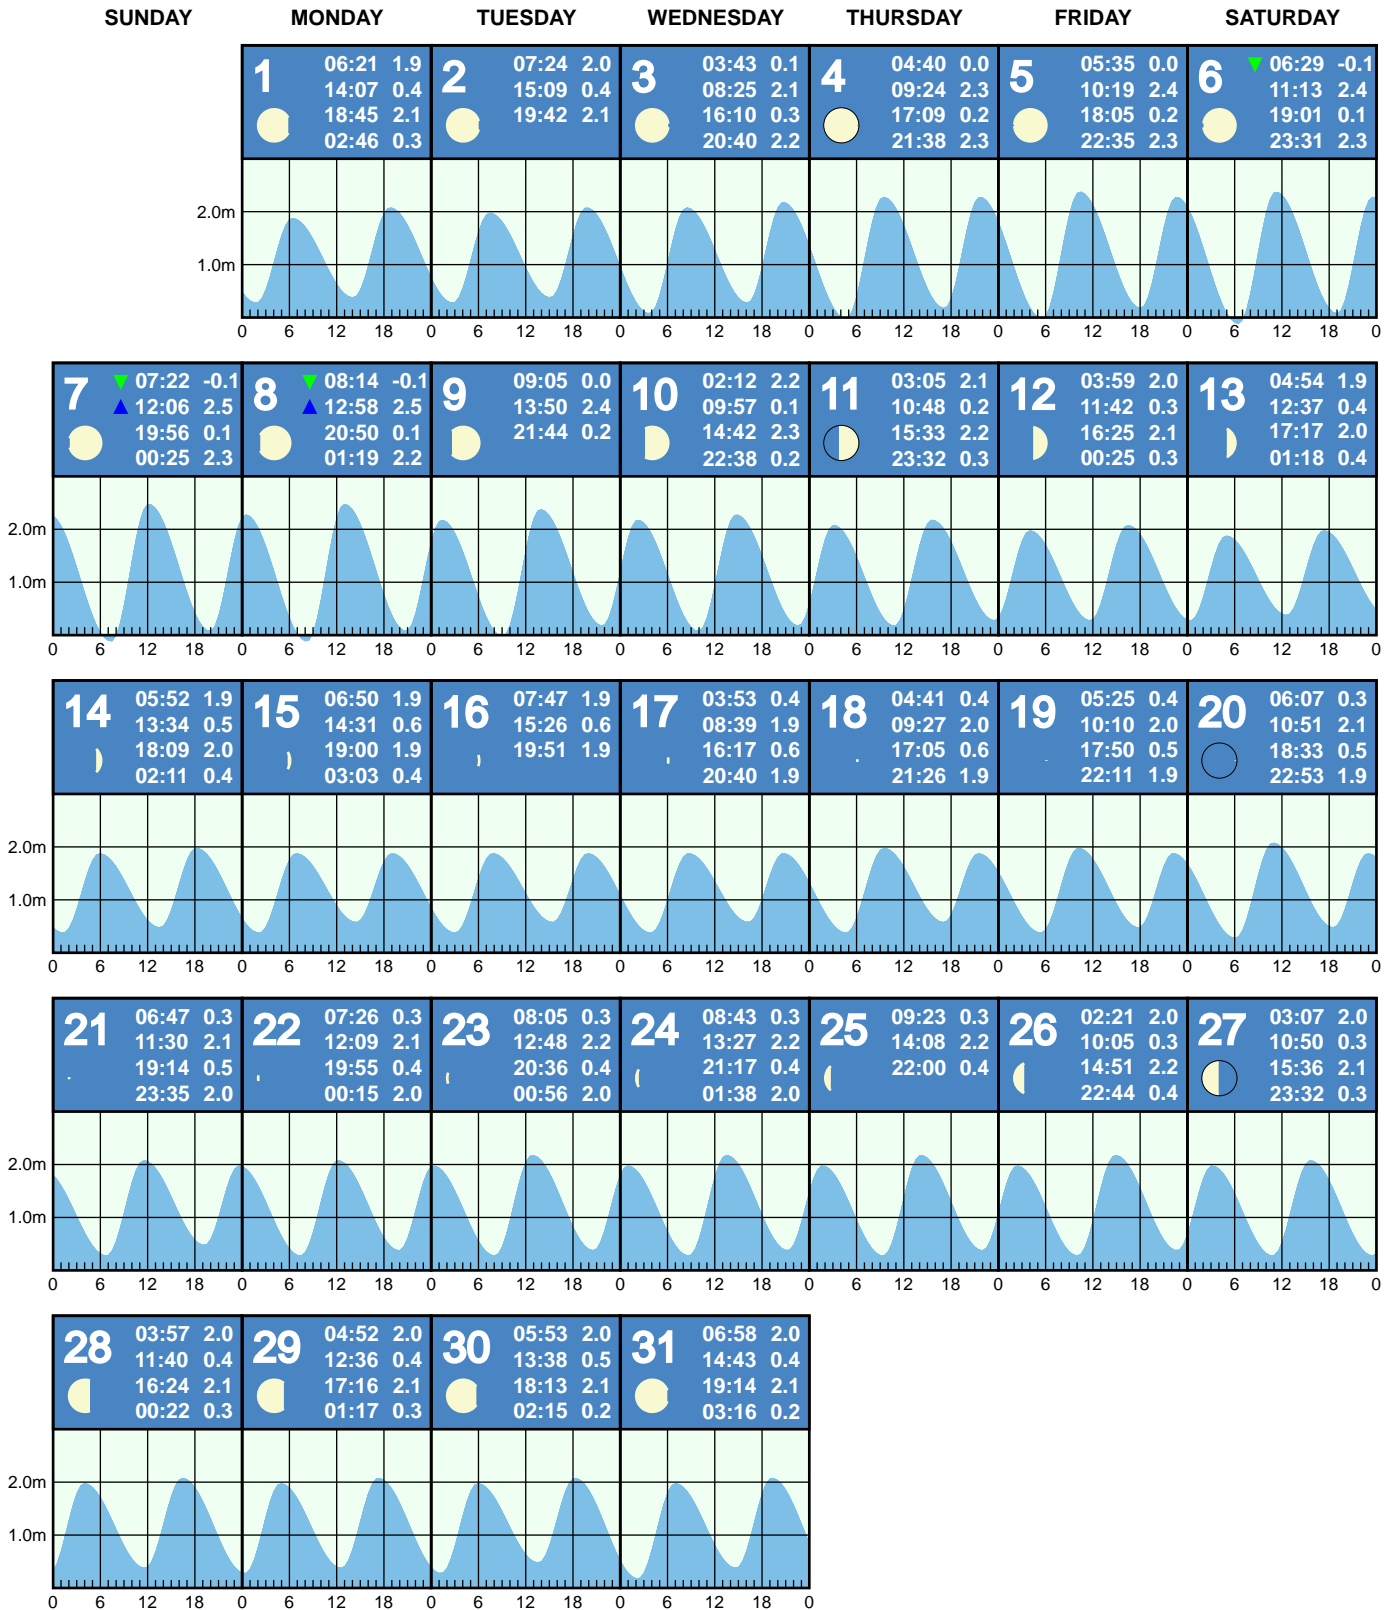 SUNDAY MONDAY TUESDAY WEDNESDAY THURSDAY FRIDAY SATURDAY
1 06:21 1.9
14:07 0.4
18:45 2.1
02:46 0.3
2 07:24 2.0
15:09 0.4
19:42 2.1
3 03:43 0.1
08:25 2.1
16:10 0.3
20:40 2.2
4 04:40 0.0
09:24 2.3
17:09 0.2
21:38 2.3
5 05:35 0.0
10:19 2.4
18:05 0.2
22:35 2.3
6 06:29 -0.1
11:13 2.4
19:01 0.1
23:31 2.3
2.0m
1.0m
0 6 12 18 0 6 12 18 0 6 12 18 0 6 12 18 0 6 12 18 0 6 12 18 0
7 07:22 -0.1
12:06 2.5
19:56 0.1
00:25 2.3
8 08:14 -0.1
12:58 2.5
20:50 0.1
01:19 2.2
9 09:05 0.0
13:50 2.4
21:44 0.2
10 02:12 2.2
09:57 0.1
14:42 2.3
22:38 0.2
11 03:05 2.1
10:48 0.2
15:33 2.2
23:32 0.3
12 03:59 2.0
11:42 0.3
16:25 2.1
00:25 0.3
13 04:54 1.9
12:37 0.4
17:17 2.0
01:18 0.4
2.0m
1.0m
0 6 12 18 0 6 12 18 0 6 12 18 0 6 12 18 0 6 12 18 0 6 12 18 0 6 12 18 0
14 05:52 1.9
13:34 0.5
18:09 2.0
02:11 0.4
15 06:50 1.9
14:31 0.6
19:00 1.9
03:03 0.4
16 07:47 1.9
15:26 0.6
19:51 1.9
17 03:53 0.4
08:39 1.9
16:17 0.6
20:40 1.9
18 04:41 0.4
09:27 2.0
17:05 0.6
21:26 1.9
19 05:25 0.4
10:10 2.0
17:50 0.5
22:11 1.9
20 06:07 0.3
10:51 2.1
18:33 0.5
22:53 1.9
2.0m
1.0m
0 6 12 18 0 6 12 18 0 6 12 18 0 6 12 18 0 6 12 18 0 6 12 18 0 6 12 18 0
21 06:47 0.3
11:30 2.1
19:14 0.5
23:35 2.0
22 07:26 0.3
12:09 2.1
19:55 0.4
00:15 2.0
23 08:05 0.3
12:48 2.2
20:36 0.4
00:56 2.0
24 08:43 0.3
13:27 2.2
21:17 0.4
01:38 2.0
25 09:23 0.3
14:08 2.2
22:00 0.4
26 02:21 2.0
10:05 0.3
14:51 2.2
22:44 0.4
27 03:07 2.0
10:50 0.3
15:36 2.1
23:32 0.3
2.0m
1.0m
0 6 12 18 0 6 12 18 0 6 12 18 0 6 12 18 0 6 12 18 0 6 12 18 0 6 12 18 0
28 03:57 2.0
11:40 0.4
16:24 2.1
00:22 0.3
29 04:52 2.0
12:36 0.4
17:16 2.1
01:17 0.3
30 05:53 2.0
13:38 0.5
18:13 2.1
02:15 0.2
31 06:58 2.0
14:43 0.4
19:14 2.1
03:16 0.2
2.0m
1.0m
0 6 12 18 0 6 12 18 0 6 12 18 0 6 12 18 0